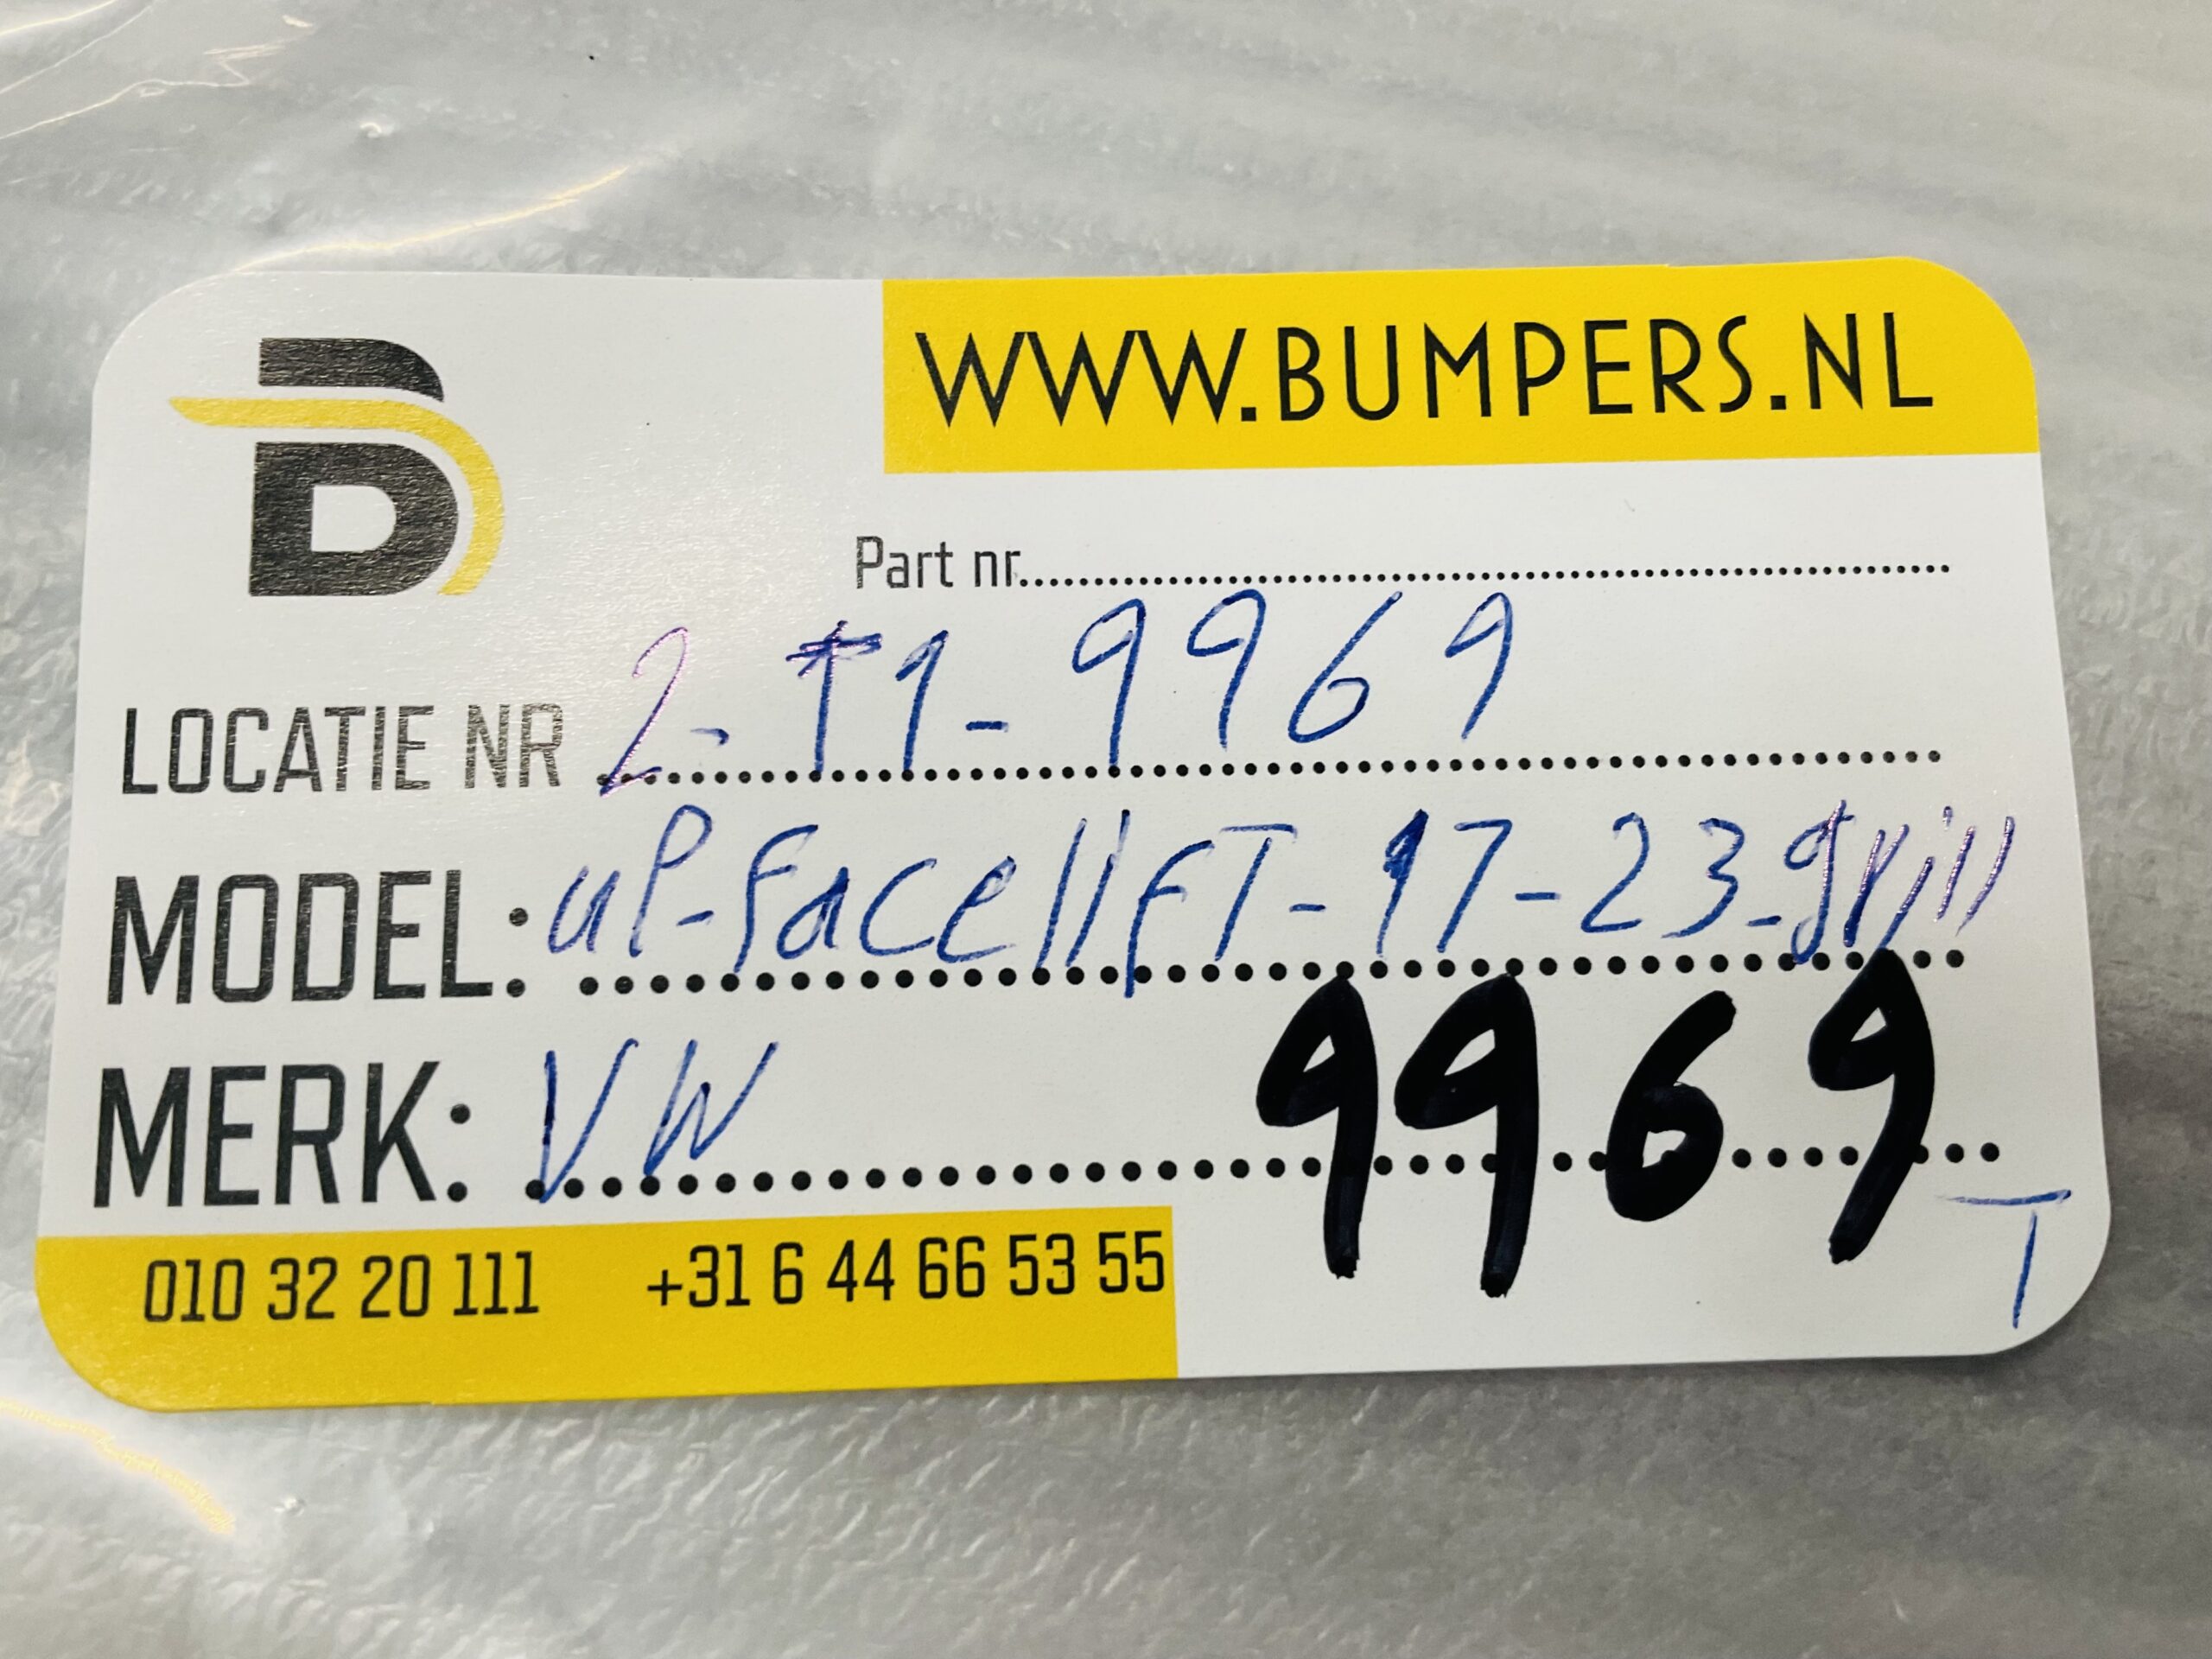 WWW.BUMPERS.NL
Part nr..........
LOCATIE NR 2-T1-9969
MODEL: uP-facelifT-17-23-grill
MERK: VW
9969
T
010 32 20 111 +31 6 44 66 53 55